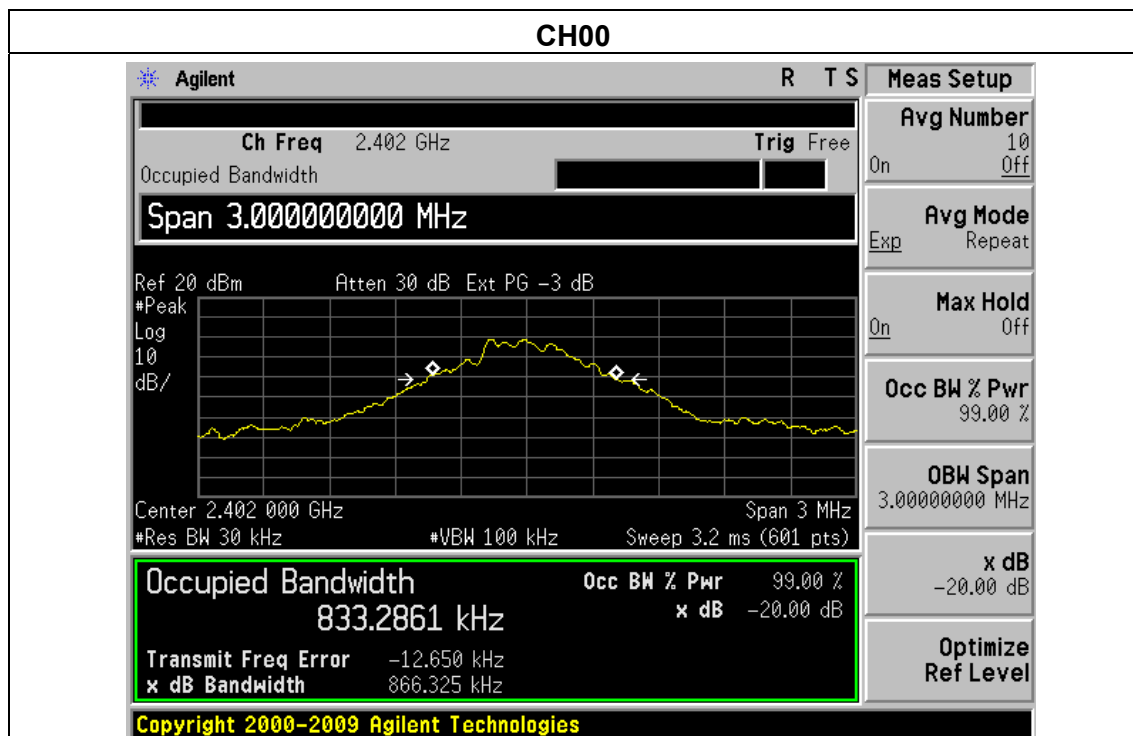 CH00
Agilent R T S Meas Setup
Ch Freq 2.402 GHz Trig Free
Occupied Bandwidth
Span 3.000000000 MHz
Ref 20 dBm Atten 30 dB Ext PG -3 dB
#Peak
Log
10
dB/
Center 2.402 000 GHz Span 3 MHz
#Res BW 30 kHz #VBW 100 kHz Sweep 3.2 ms (601 pts)
Occupied Bandwidth Occ BW % Pwr 99.00 %
833.2861 kHz x dB -20.00 dB
Transmit Freq Error -12.650 kHz
x dB Bandwidth 866.325 kHz
Copyright 2000-2009 Agilent Technologies
Avg Number
10
On Off
Avg Mode
Exp Repeat
Max Hold
On Off
Occ BW % Pwr
99.00 %
OBW Span
3.00000000 MHz
x dB
-20.00 dB
Optimize
Ref Level